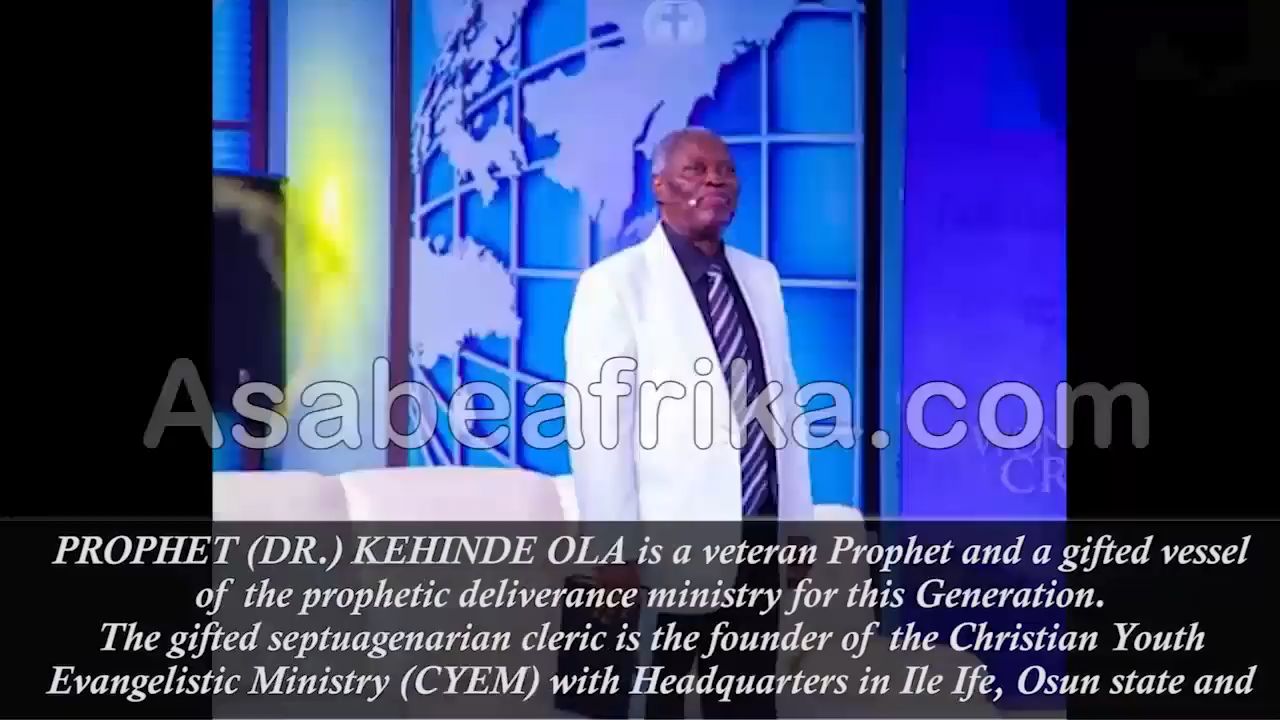 Asabeafrika.com
CR
PROPHET (DR.) KEHINDE OLA is a veteran Prophet and a gifted vessel
of the prophetic deliverance ministry for this Generation.
The gifted septuagenarian cleric is the founder of the Christian Youth
Evangelistic Ministry (CYEM) with Headquarters in Ile Ife, Osun state and